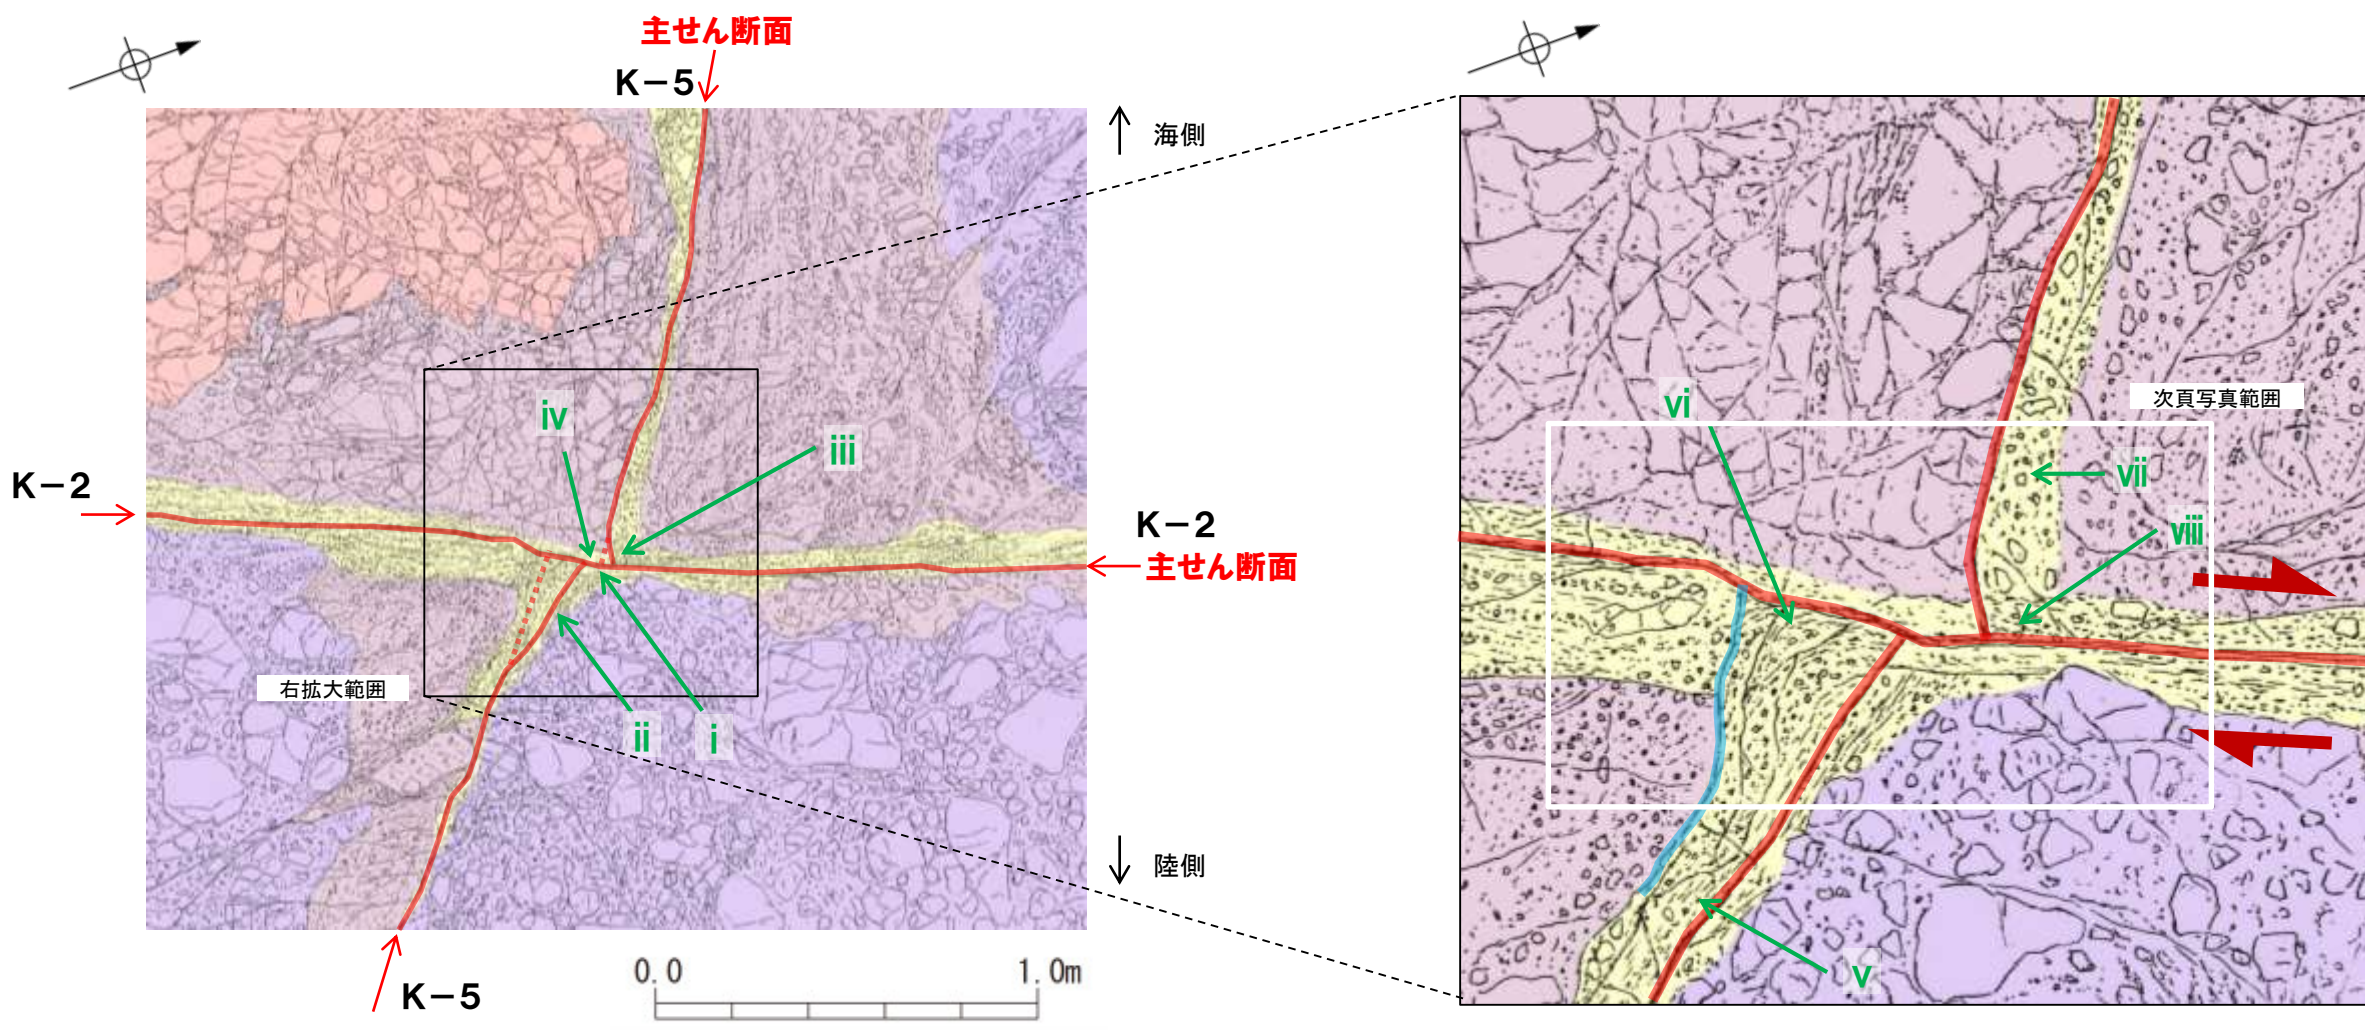 主せん断面
K－5
海側
K－2
iv
iii
K－2
主せん断面
右拡大範囲
ii
i
陸側
K－5
0.0
1.0m
vi
次頁写真範囲
vii
viii
v